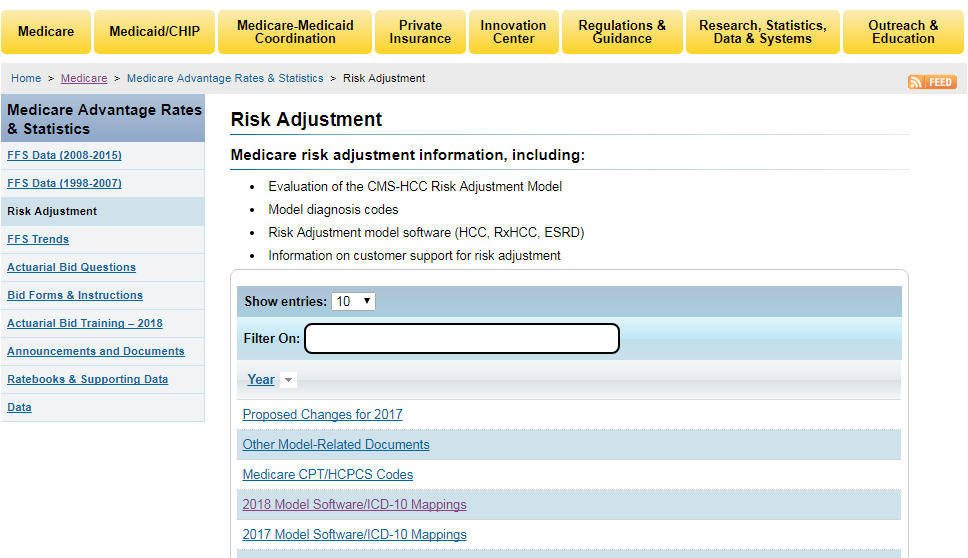 Medicare
Medicaid/CHIP
Medicare-Medicaid
Coordination
Private
Insurance
Innovation
Center
Regulations &
Guidance
Research, Statistics,
Data & Systems
Outreach &
Education
Home > Medicare > Medicare Advantage Rates & Statistics > Risk Adjustment
FEED
Medicare Advantage Rates
& Statistics
FFS Data (2008-2015)
FFS Data (1998-2007)
Risk Adjustment
FFS Trends
Actuarial Bid Questions
Bid Forms & Instructions
Actuarial Bid Training – 2018
Announcements and Documents
Ratebooks & Supporting Data
Data
Risk Adjustment
Medicare risk adjustment information, including:
• Evaluation of the CMS-HCC Risk Adjustment Model
• Model diagnosis codes
• Risk Adjustment model software (HCC, RxHCC, ESRD)
• Information on customer support for risk adjustment
Show entries: 10
Filter On:
Year
Proposed Changes for 2017
Other Model-Related Documents
Medicare CPT/HCPCS Codes
2018 Model Software/ICD-10 Mappings
2017 Model Software/ICD-10 Mappings